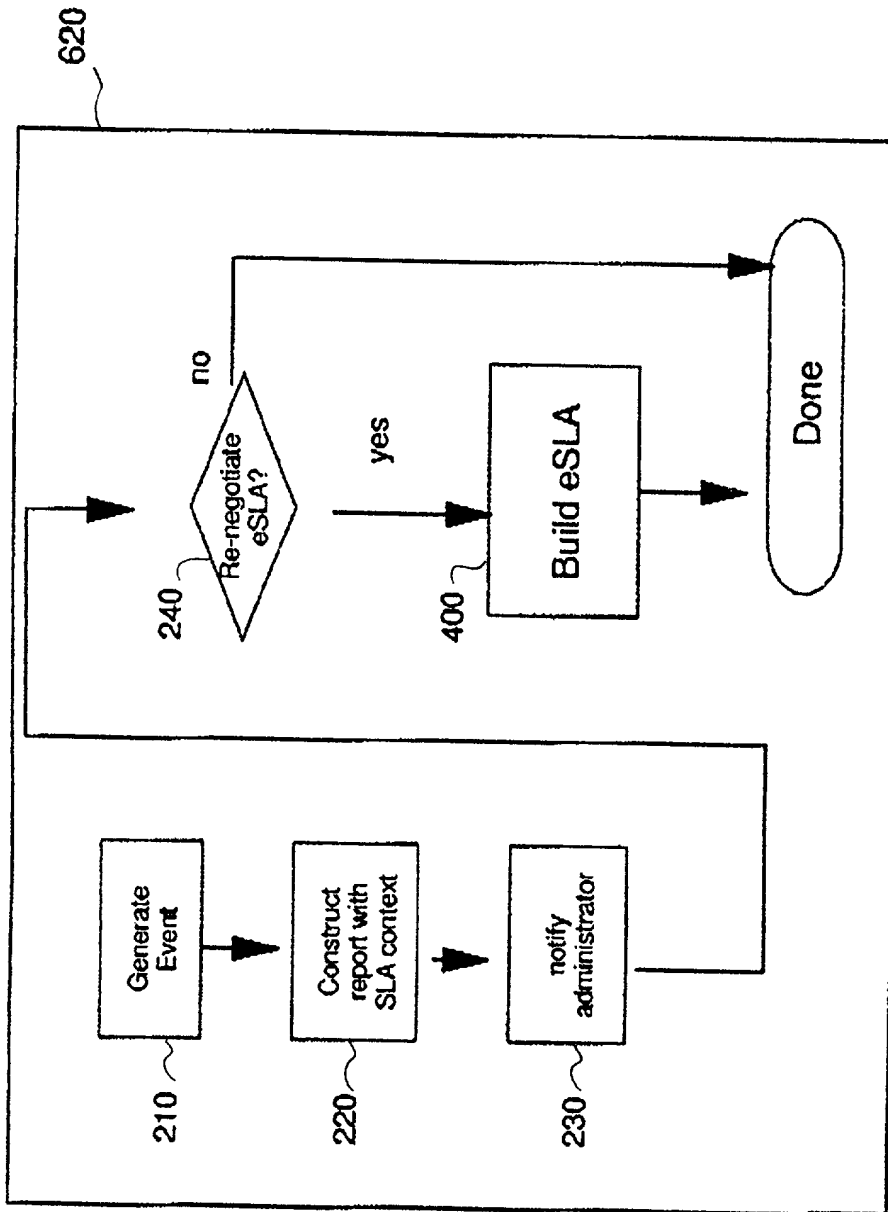 620
Generate
Event
210
Construct
report with
SLA context
220
notify
administrator
230
Re-negotiate
eSLA?
240
no
yes
Build eSLA
400
Done